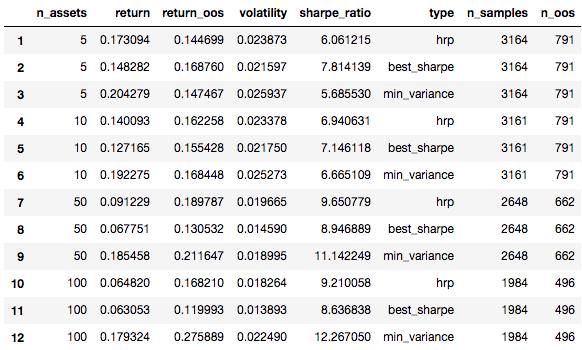 n_assets return return_oos volatility sharpe_ratio type n_samples n_oos
1 5 0.173094 0.144699 0.023873 6.061215 hrp 3164 791
2 5 0.148282 0.168760 0.021597 7.814139 best_sharpe 3164 791
3 5 0.204279 0.147467 0.025937 5.685530 min_variance 3164 791
4 10 0.140093 0.162258 0.023378 6.940631 hrp 3161 791
5 10 0.127165 0.155428 0.021750 7.146118 best_sharpe 3161 791
6 10 0.192275 0.168448 0.025273 6.665109 min_variance 3161 791
7 50 0.091229 0.189787 0.019665 9.650779 hrp 2648 662
8 50 0.067751 0.130532 0.014590 8.946889 best_sharpe 2648 662
9 50 0.185458 0.211647 0.018995 11.142249 min_variance 2648 662
10 100 0.064820 0.168210 0.018264 9.210058 hrp 1984 496
11 100 0.063053 0.119993 0.013893 8.636838 best_sharpe 1984 496
12 100 0.179324 0.275889 0.022490 12.267050 min_variance 1984 496